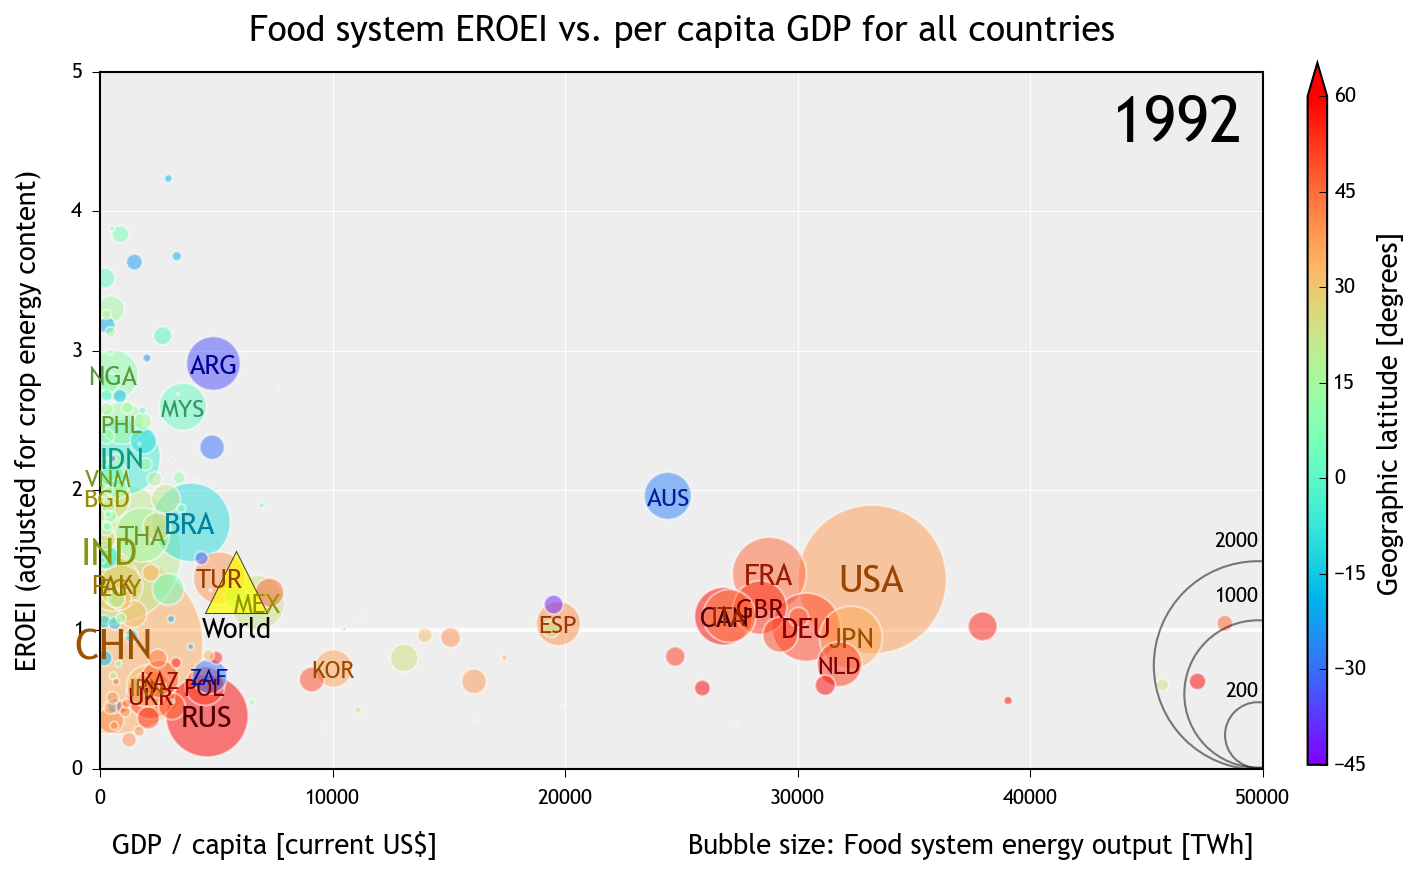 Food system EROEI vs. per capita GDP for all countries
1992
EROEI (adjusted for crop energy content)
5
4
3
2
1
0
0
10000
20000
30000
40000
50000
GDP / capita [current US$]
Bubble size: Food system energy output [TWh]
NGA
ARG
MYS
PHL
IDN
VNM
BGD
BRA
THA
IND
PAK
EGY
TUR
MEX
World
CHN
KAZ
IRN
UKR
POL
ZAF
RUS
KOR
ESP
AUS
FRA
USA
CAN
ITA
GBR
DEU
JPN
NLD
2000
1000
200
60
45
30
15
0
−15
−30
−45
Geographic latitude [degrees]